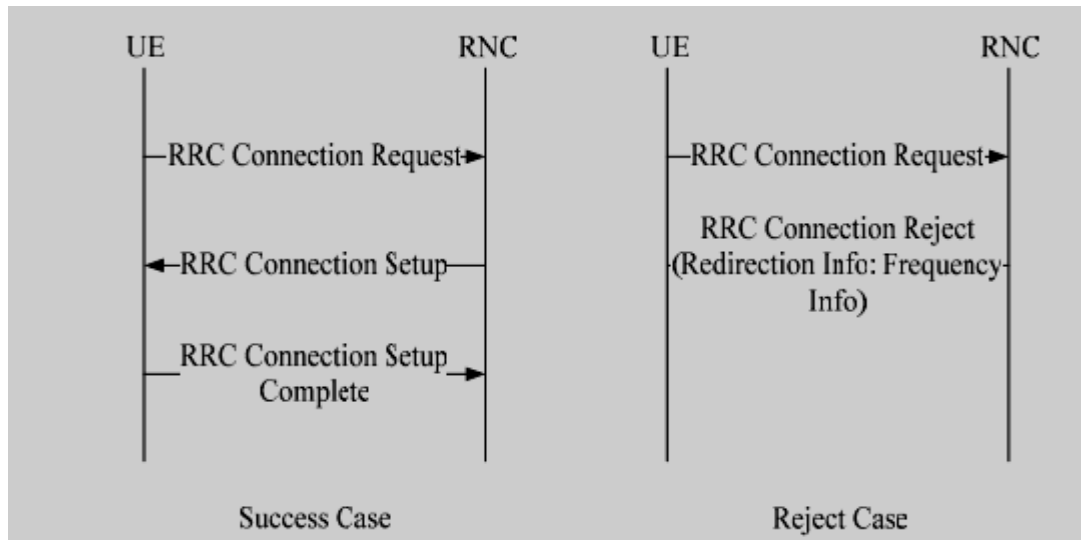 UE
RNC
RRC Connection Request
RRC Connection Setup
RRC Connection Setup
Complete
Success Case
UE
RNC
RRC Connection Request
RRC Connection Reject
(Redirection Info: Frequency
Info)
Reject Case